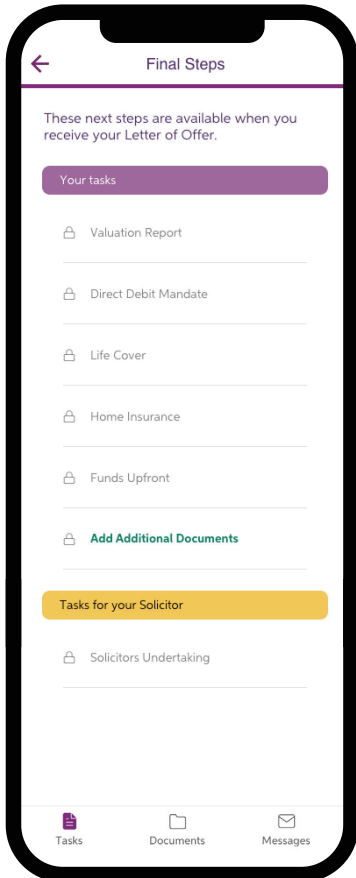 Final Steps
These next steps are available when you
receive your Letter of Offer.
Your tasks
Valuation Report
Direct Debit Mandate
Life Cover
Home Insurance
Funds Upfront
Add Additional Documents
Tasks for your Solicitor
Solicitors Undertaking
Tasks
Documents
Messages